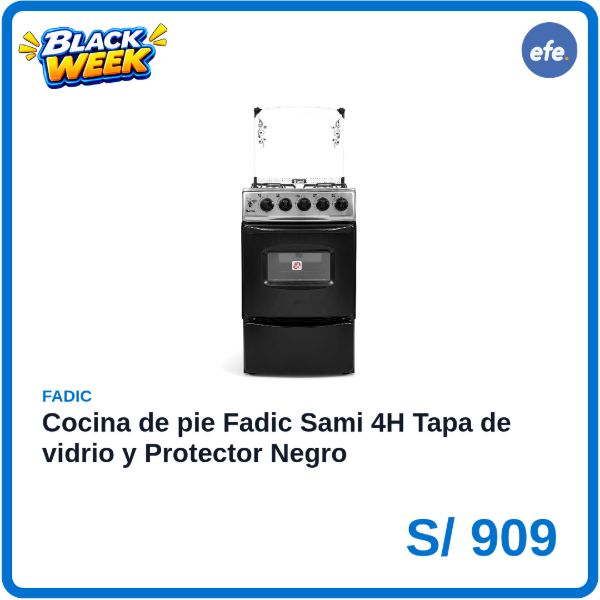 BLACK
WEEK
efe.
FADIC
Cocina de pie Fadic Sami 4H Tapa de
vidrio y Protector Negro
S/ 909